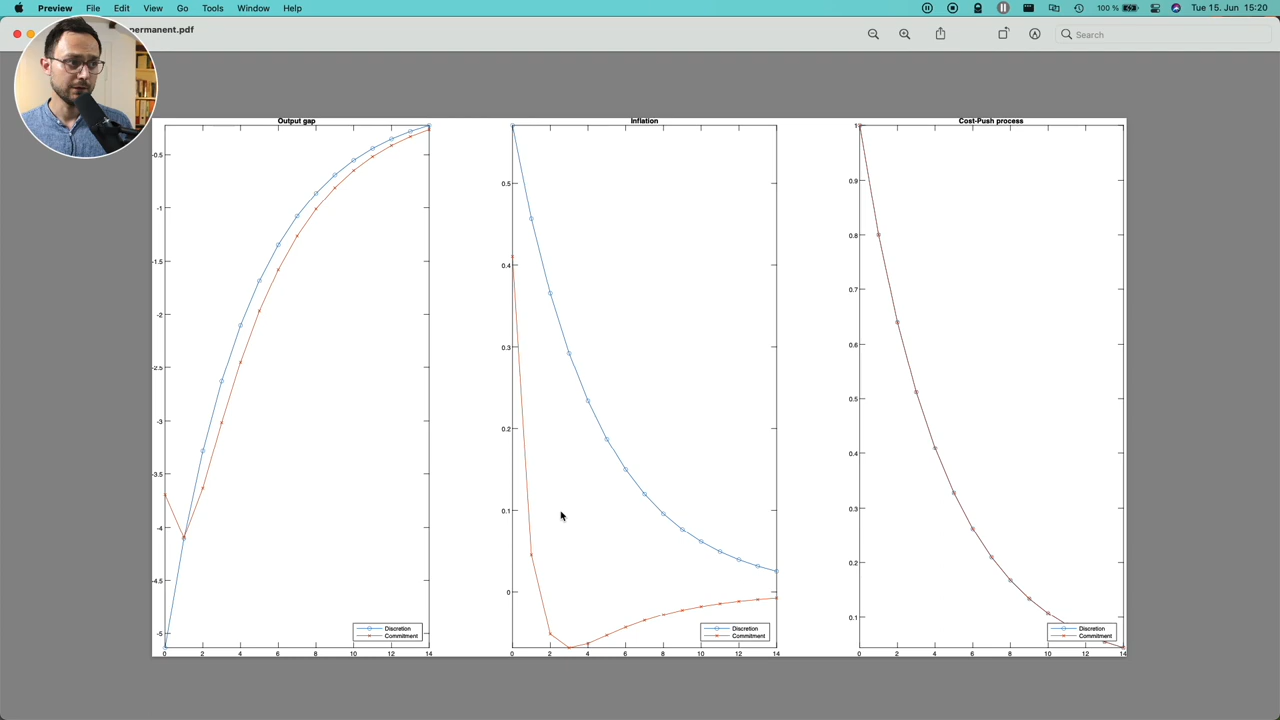 Preview File Edit View Go Tools Window Help
100 % Tue 15. Jun 15:20
permanent.pdf
Search
Output gap
-0.5
-1
-1.5
-2
-2.5
-3
-3.5
-4
-4.5
-5
0 2 4 6 8 10 12 14
Discretion
Commitment
Inflation
0.5
0.4
0.3
0.2
0.1
0
0 2 4 6 8 10 12 14
Discretion
Commitment
Cost-Push process
1
0.9
0.8
0.7
0.6
0.5
0.4
0.3
0.2
0.1
0 2 4 6 8 10 12 14
Discretion
Commitment